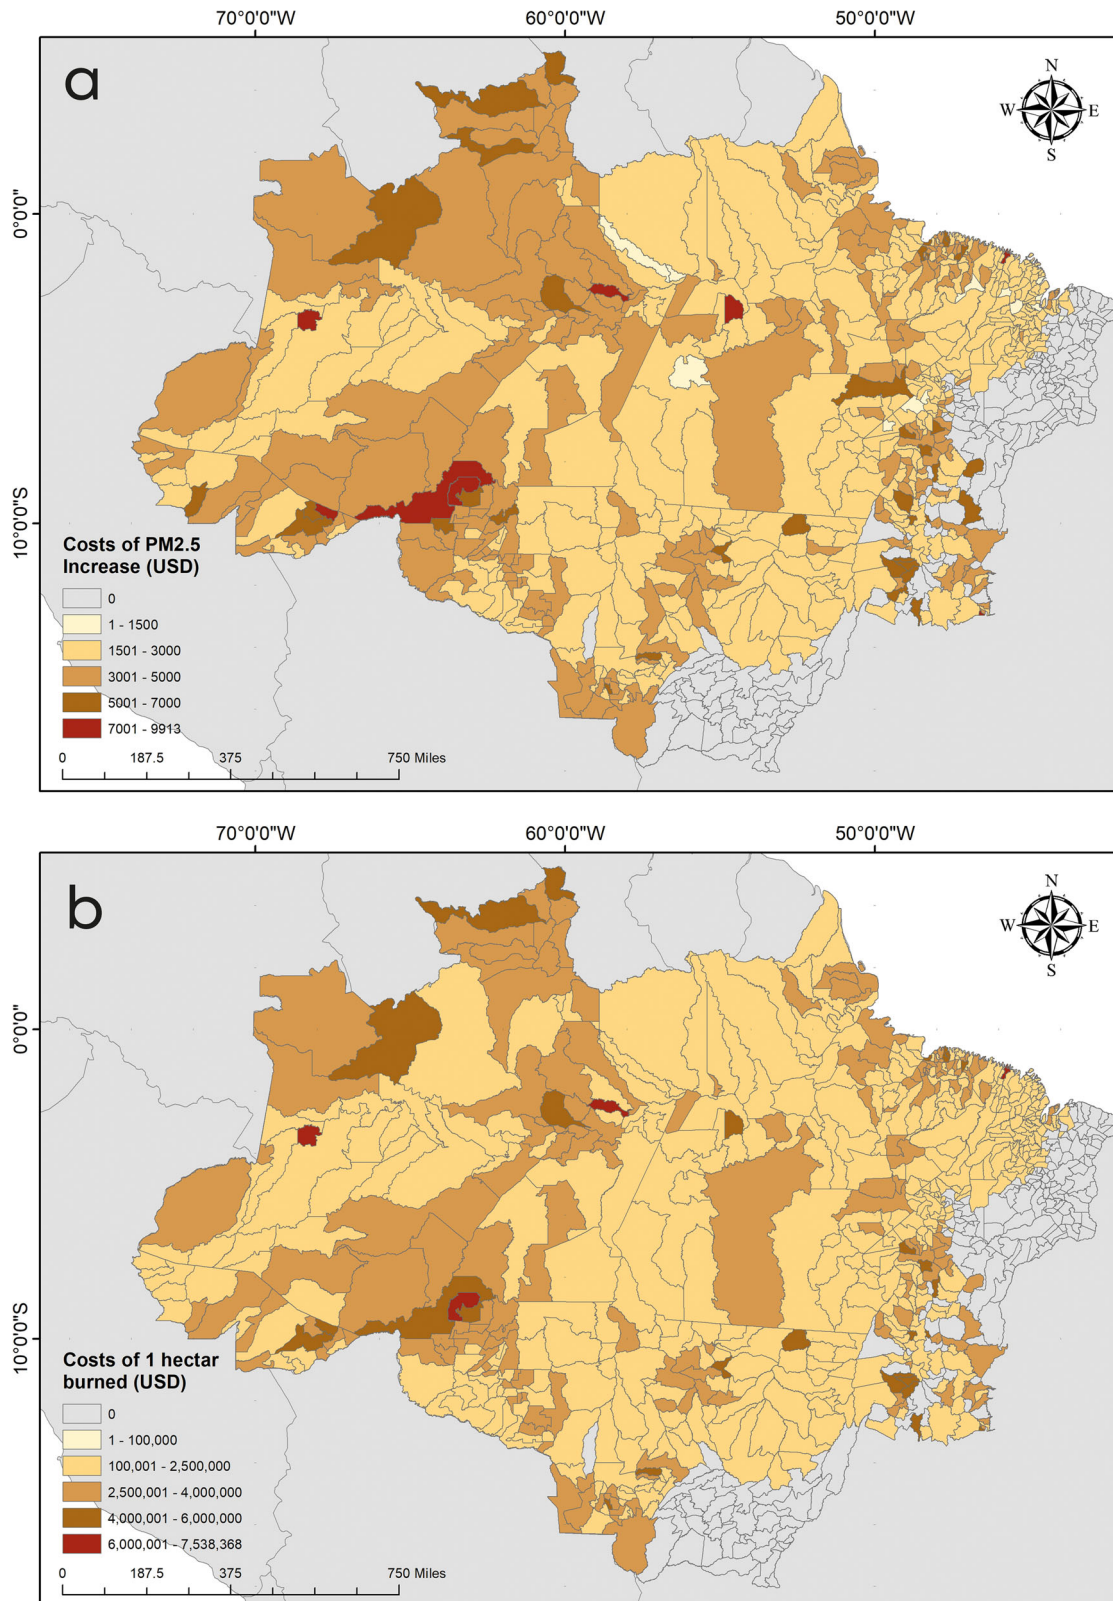 70°0'0"W 60°0'0"W 50°0'0"W
a
N
W E
S
0°0'0"
10°0'0"S
Costs of PM2.5
Increase (USD)
0
1 - 1500
1501 - 3000
3001 - 5000
5001 - 7000
7001 - 9913
0 187.5 375 750 Miles
70°0'0"W 60°0'0"W 50°0'0"W
b
N
W E
S
0°0'0"
10°0'0"S
Costs of 1 hectar
burned (USD)
0
1 - 100,000
100,001 - 2,500,000
2,500,001 - 4,000,000
4,000,001 - 6,000,000
6,000,001 - 7,538,368
0 187.5 375 750 Miles